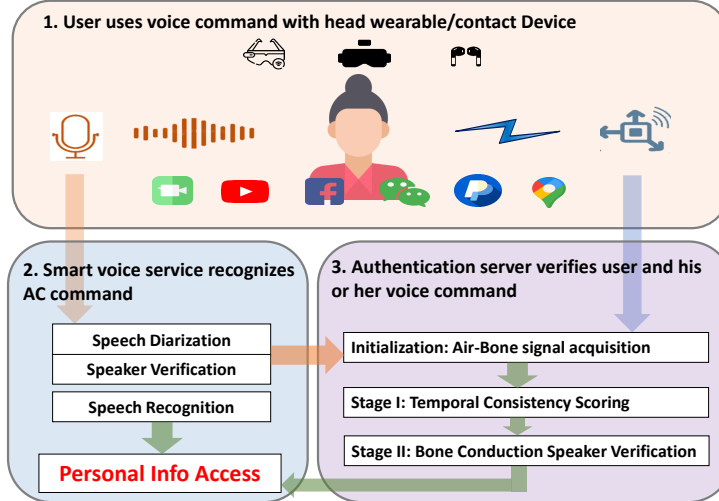 1. User uses voice command with head wearable/contact Device
2. Smart voice service recognizes
AC command
Speech Diarization
Speaker Verification
Speech Recognition
Personal Info Access
3. Authentication server verifies user and his
or her voice command
Initialization: Air-Bone signal acquisition
Stage I: Temporal Consistency Scoring
Stage II: Bone Conduction Speaker Verification